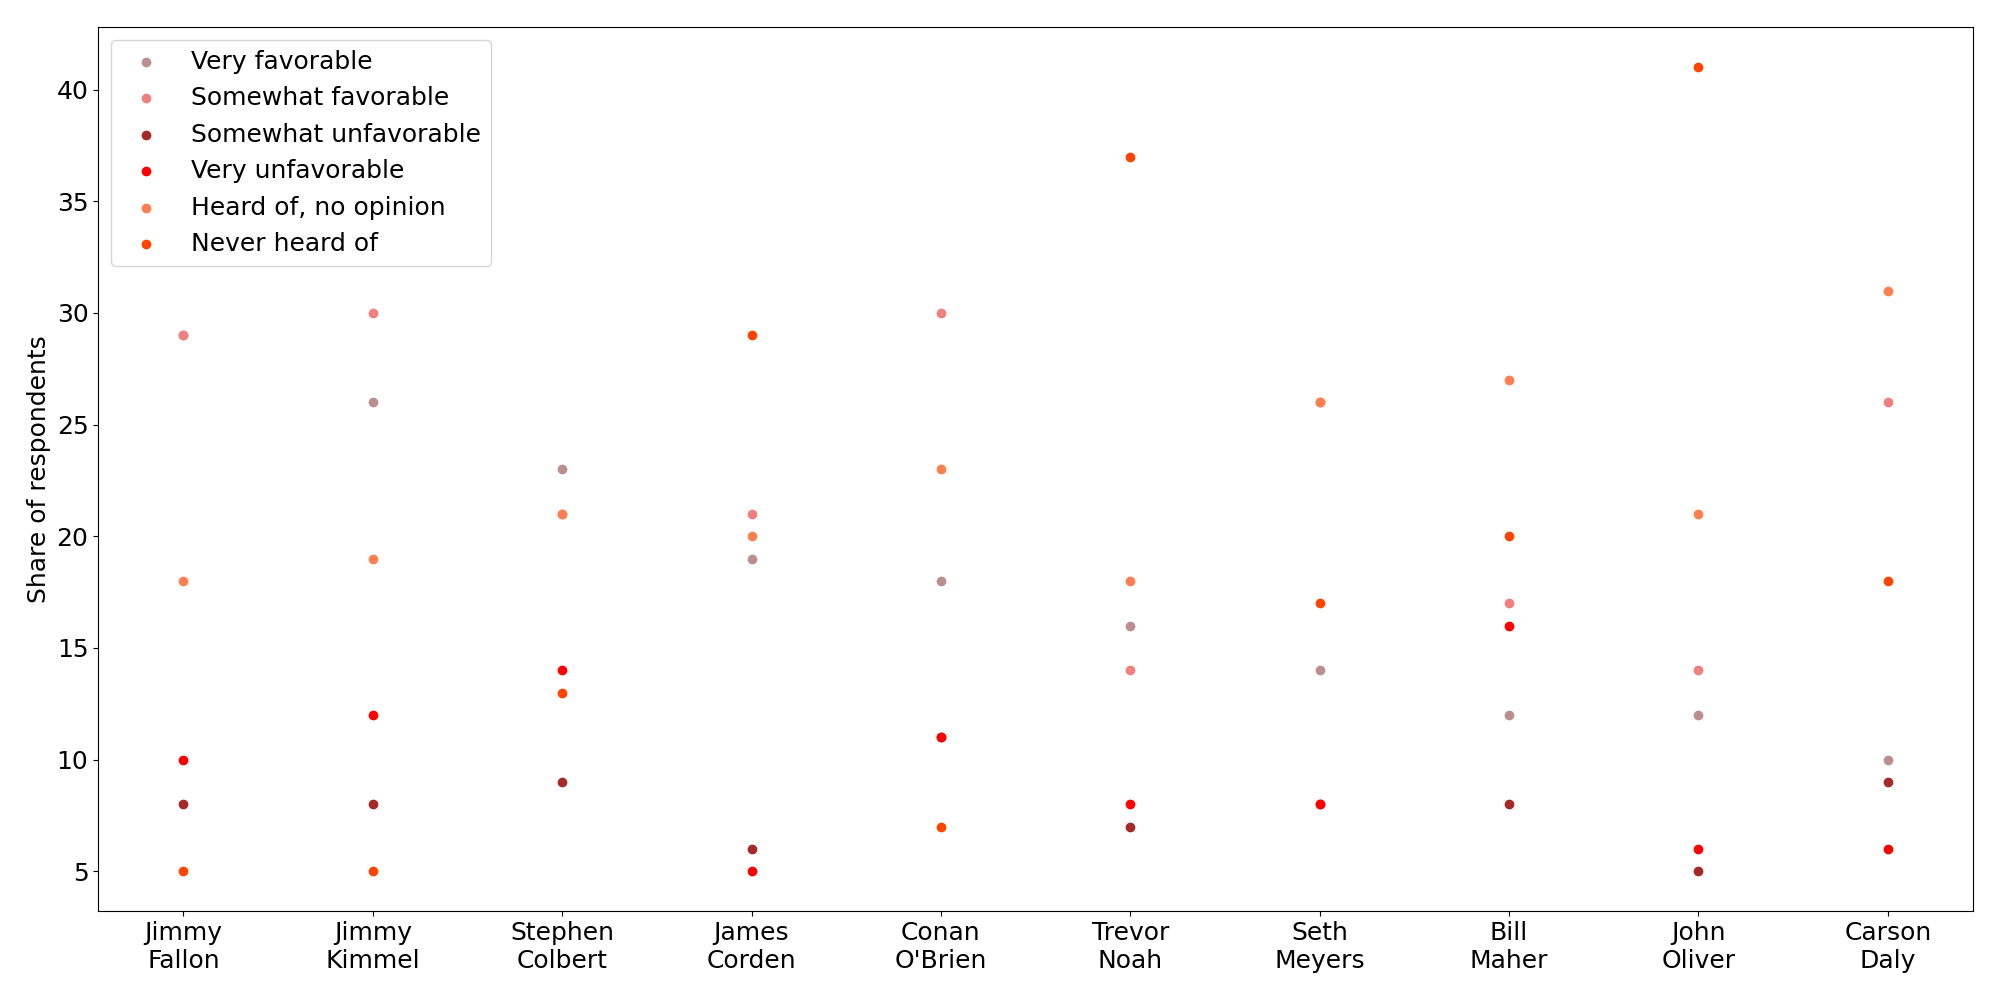 Very favorable
Somewhat favorable
Somewhat unfavorable
Very unfavorable
Heard of, no opinion
Never heard of
Share of respondents
40
35
30
25
20
15
10
5
Jimmy
Fallon
Jimmy
Kimmel
Stephen
Colbert
James
Corden
Conan
O'Brien
Trevor
Noah
Seth
Meyers
Bill
Maher
John
Oliver
Carson
Daly